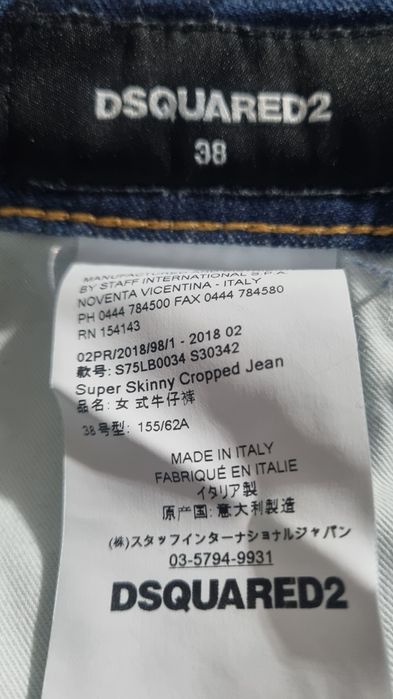 DSQUARED2
38
MANUFACTURED
BY STAFF INTERNATIONAL S.P.A.
NOVENTA VICENTINA - ITALY
PH 0444 784500 FAX 0444 784580
RN 154143
02PR/2018/98/1 - 2018 02
款号: S75LB0034 S30342
Super Skinny Cropped Jean
品名: 女 式牛仔裤
38号型: 155/62A
MADE IN ITALY
FABRIQUÉ EN ITALIE
イタリア製
原产国: 意大利製造
(株)スタッフインターナショナルジャパン
03-5794-9931
DSQUARED2